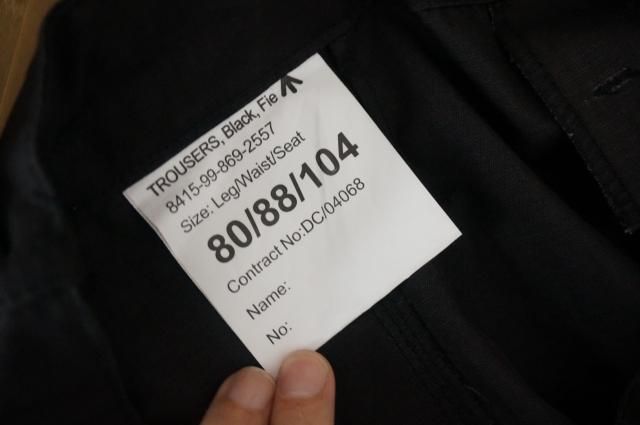 TROUSERS, Black, Fie
8415-99-869-2557
Size: Leg/Waist/Seat
80/88/104
Contract No:DC/04068
Name:
No: